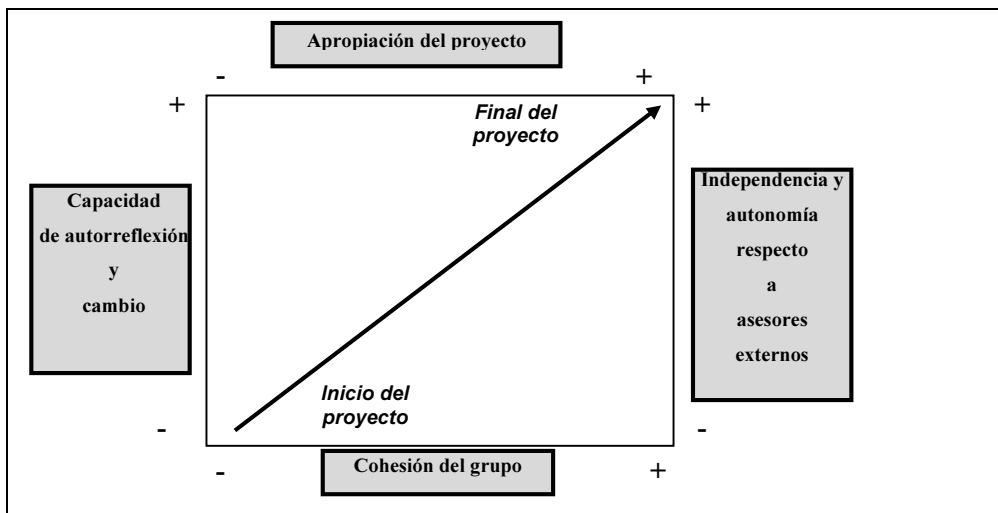 Apropiación del proyecto
- +
+ +
Final del
proyecto
Capacidad
de autorreflexión
y
cambio
Independencia y
autonomía
respecto
a
asesores
externos
Inicio del
proyecto
- -
- +
Cohesión del grupo